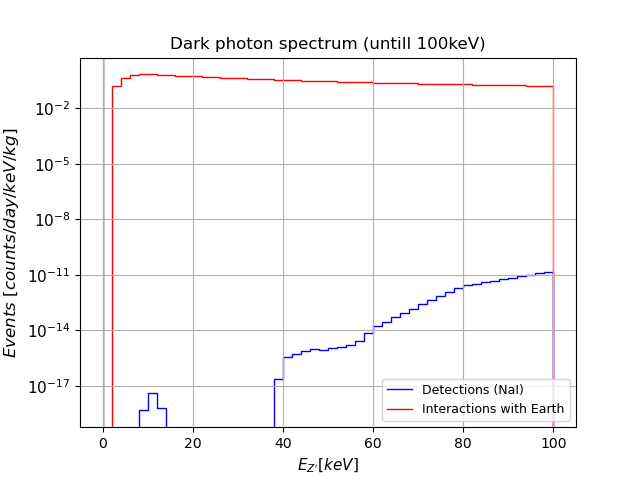 Dark photon spectrum (untill 100keV)
Events [counts/day/keV/kg]
10⁻²
10⁻⁵
10⁻⁸
10⁻¹¹
10⁻¹⁴
10⁻¹⁷
Detections (NaI)
Interactions with Earth
0 20 40 60 80 100
E_{Z'}[keV]